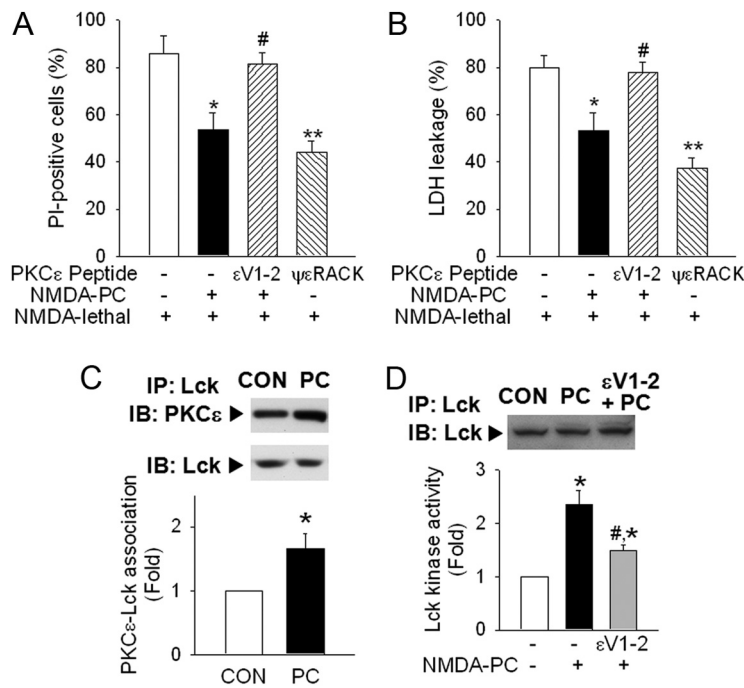 A
PI-positive cells (%)
100
80
60
40
20
0
*
#
**
PKCε Peptide - - εV1-2 ψεRACK
NMDA-PC - + + -
NMDA-lethal + + + +
B
LDH leakage (%)
100
80
60
40
20
0
*
#
**
PKCε Peptide - - εV1-2 ψεRACK
NMDA-PC - + + -
NMDA-lethal + + + +
C
IP: Lck CON PC
IB: PKCε
IB: Lck
PKCε-Lck association
(Fold)
2
1
0
*
CON PC
D
εV1-2
IP: Lck CON PC + PC
IB: Lck
Lck kinase activity
(Fold)
3
2
1
0
*
#,*
- - εV1-2
NMDA-PC - + +